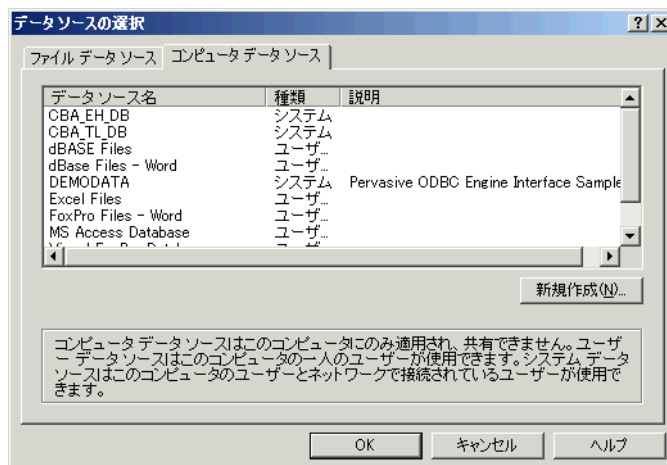 データ ソースの選択
ファイル データ ソース コンピュータ データ ソース
データ ソース名 種類 説明
CBA_EH_DB システム
CBA_TL_DB システム
dBASE Files ユーザ...
dBase Files - Word ユーザ...
DEMODATA システム Pervasive ODBC Engine Interface Sample
Excel Files ユーザ...
FoxPro Files - Word ユーザ...
MS Access Database ユーザ...
新規作成(N)...
コンピュータ データ ソースはこのコンピュータにのみ適用され、共有できません。ユーザ
ー データ ソースはこのコンピュータの一人のユーザーが使用できます。システム データ
ソースはこのコンピュータのユーザーとネットワークで接続されているユーザーが使用で
きます。
OK キャンセル ヘルプ